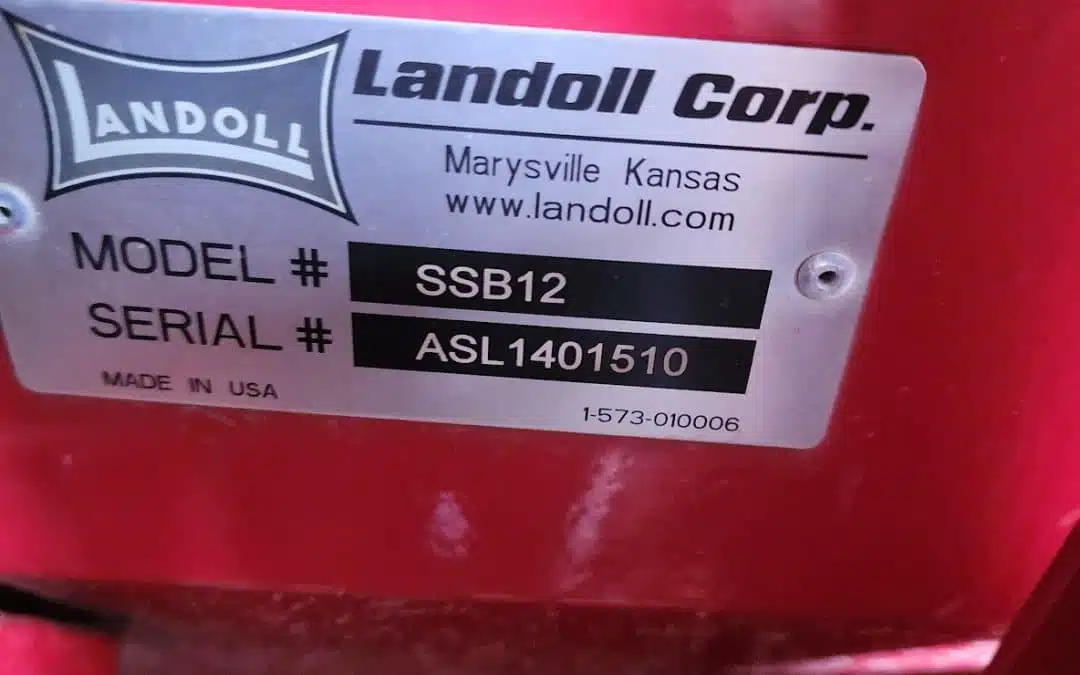 LANDOLL
Landoll Corp.
Marysville Kansas
www.landoll.com
MODEL # SSB12
SERIAL # ASL1401510
MADE IN USA
1-573-010006